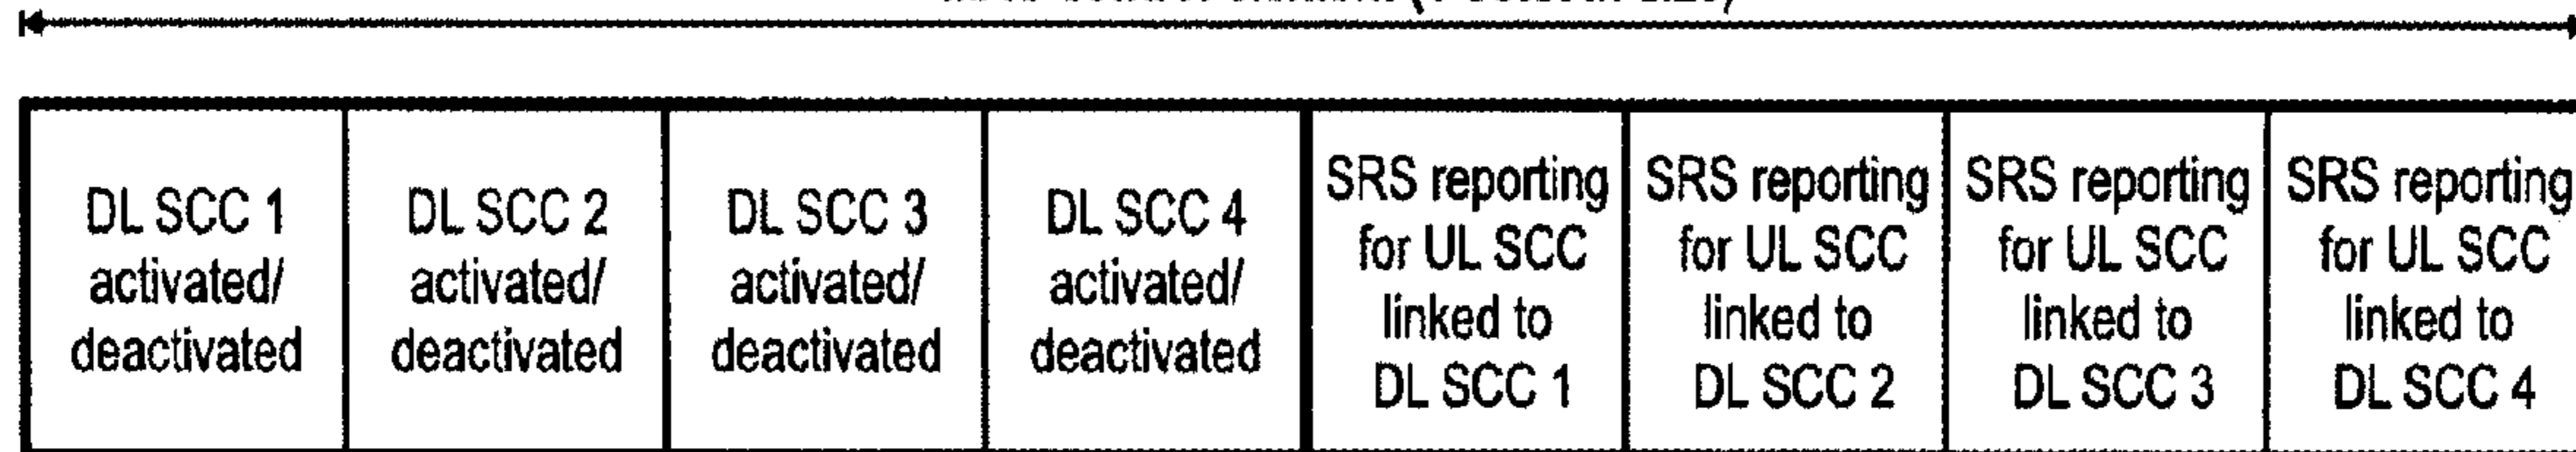 DL SCC 1
activated/
deactivated
DL SCC 2
activated/
deactivated
DL SCC 3
activated/
deactivated
DL SCC 4
activated/
deactivated
SRS reporting
for UL SCC
linked to
DL SCC 1
SRS reporting
for UL SCC
linked to
DL SCC 2
SRS reporting
for UL SCC
linked to
DL SCC 3
SRS reporting
for UL SCC
linked to
DL SCC 4